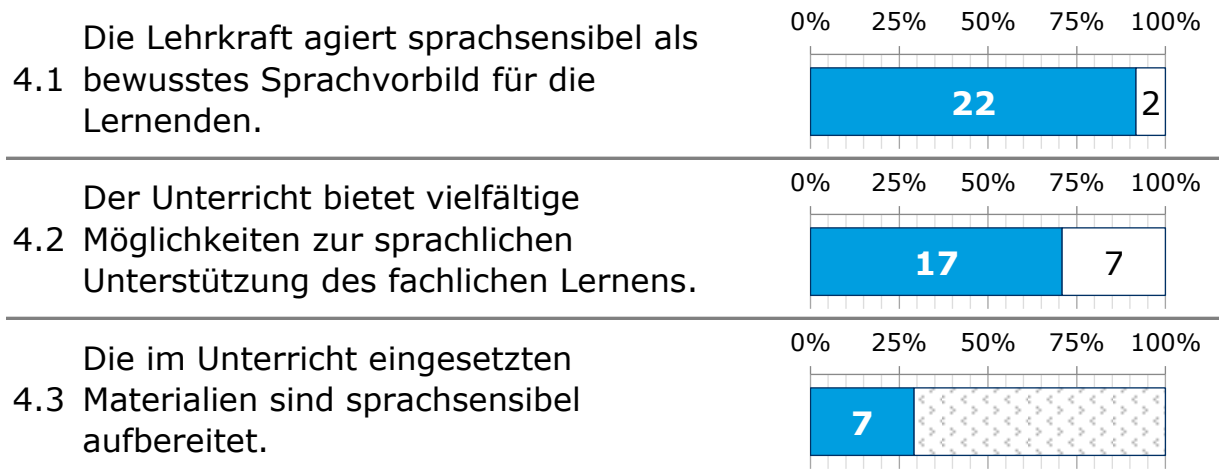 0% 25% 50% 75% 100%
Die Lehrkraft agiert sprachsensibel als
4.1 bewusstes Sprachvorbild für die
Lernenden.
22 2
0% 25% 50% 75% 100%
Der Unterricht bietet vielfältige
4.2 Möglichkeiten zur sprachlichen
Unterstützung des fachlichen Lernens.
17 7
0% 25% 50% 75% 100%
Die im Unterricht eingesetzten
4.3 Materialien sind sprachsensibel
aufbereitet.
7